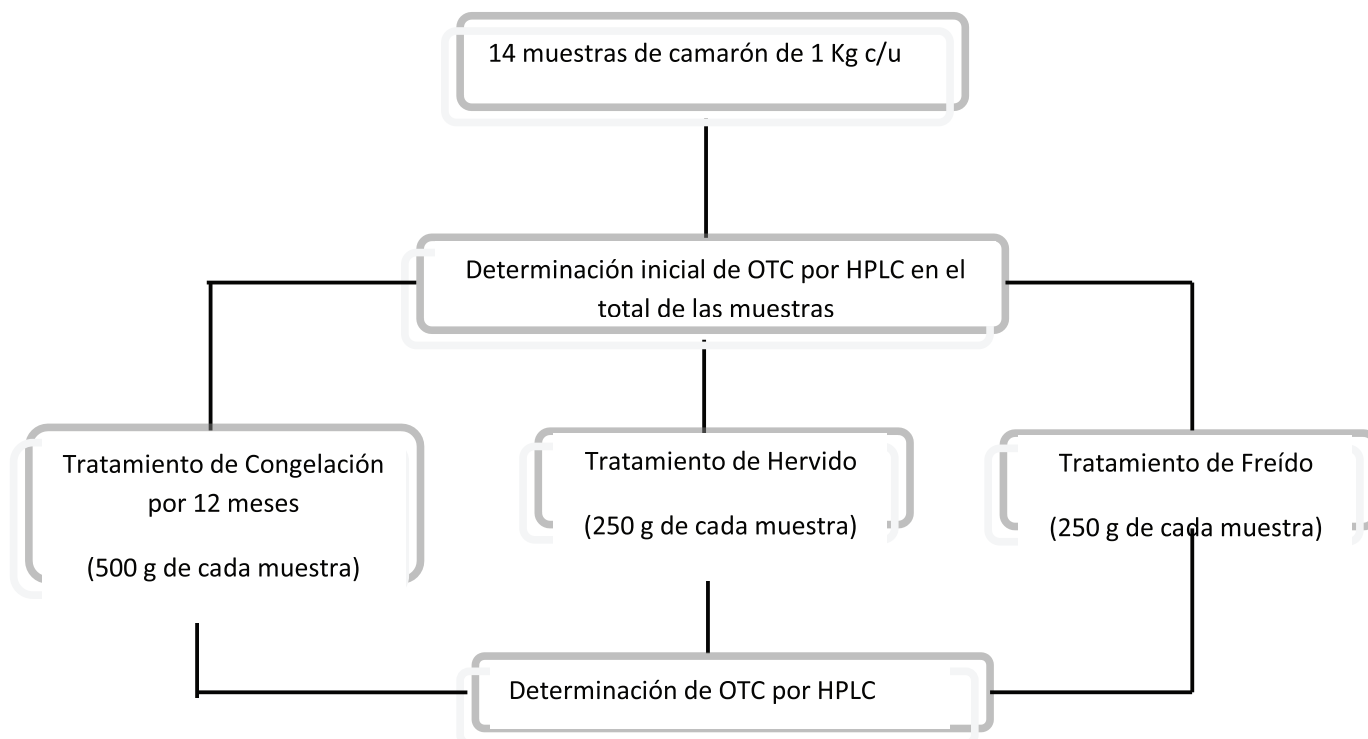 14 muestras de camarón de 1 Kg c/u
Determinación inicial de OTC por HPLC en el
total de las muestras
Tratamiento de Congelación
por 12 meses
(500 g de cada muestra)
Tratamiento de Hervido
(250 g de cada muestra)
Tratamiento de Freído
(250 g de cada muestra)
Determinación de OTC por HPLC